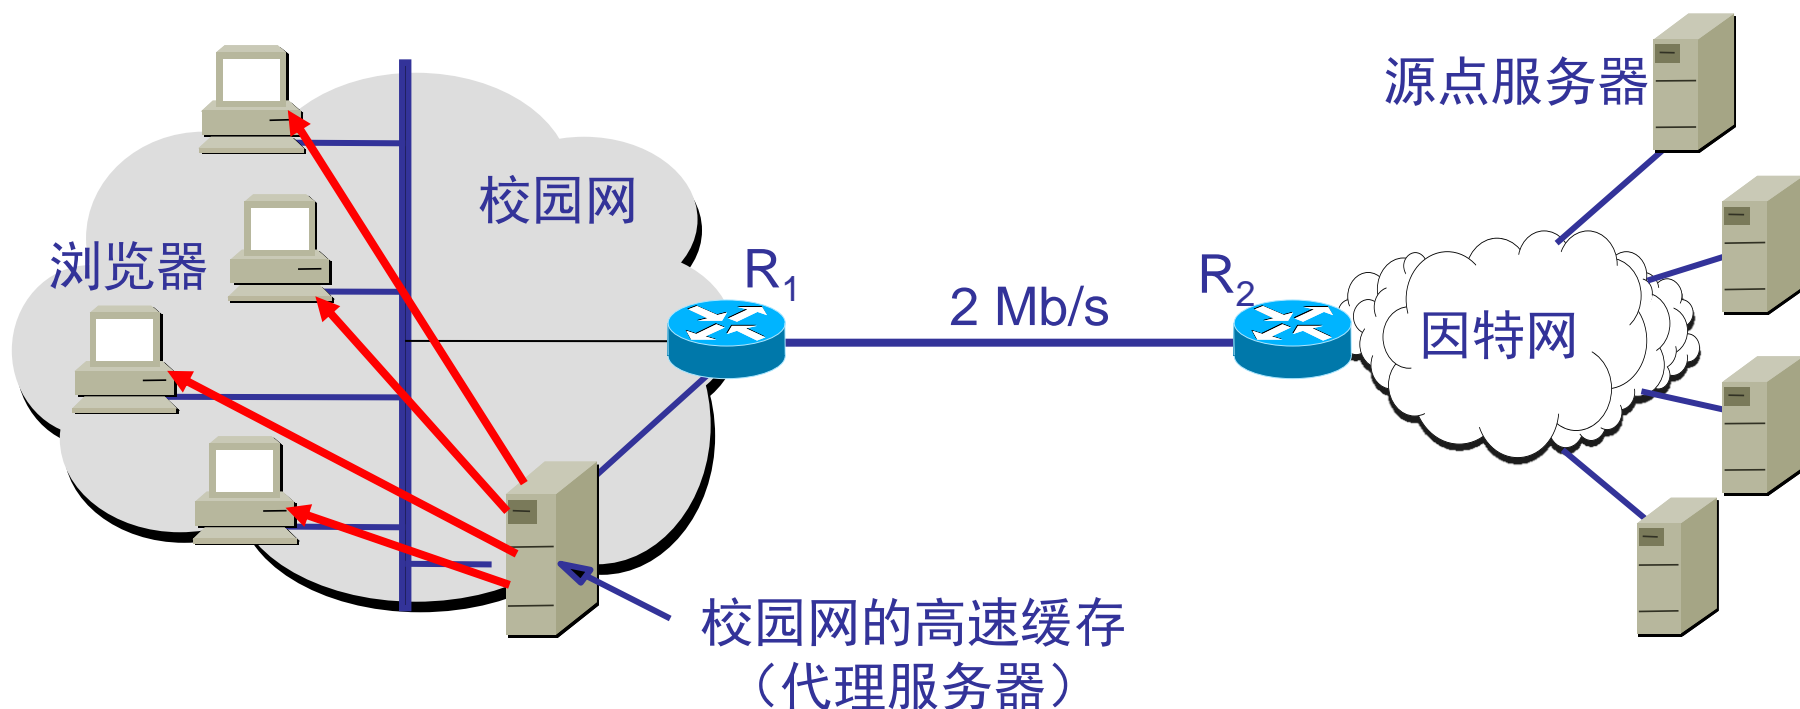 源点服务器
校园网
浏览器
R1
2 Mb/s
R2
因特网
校园网的高速缓存
（代理服务器）